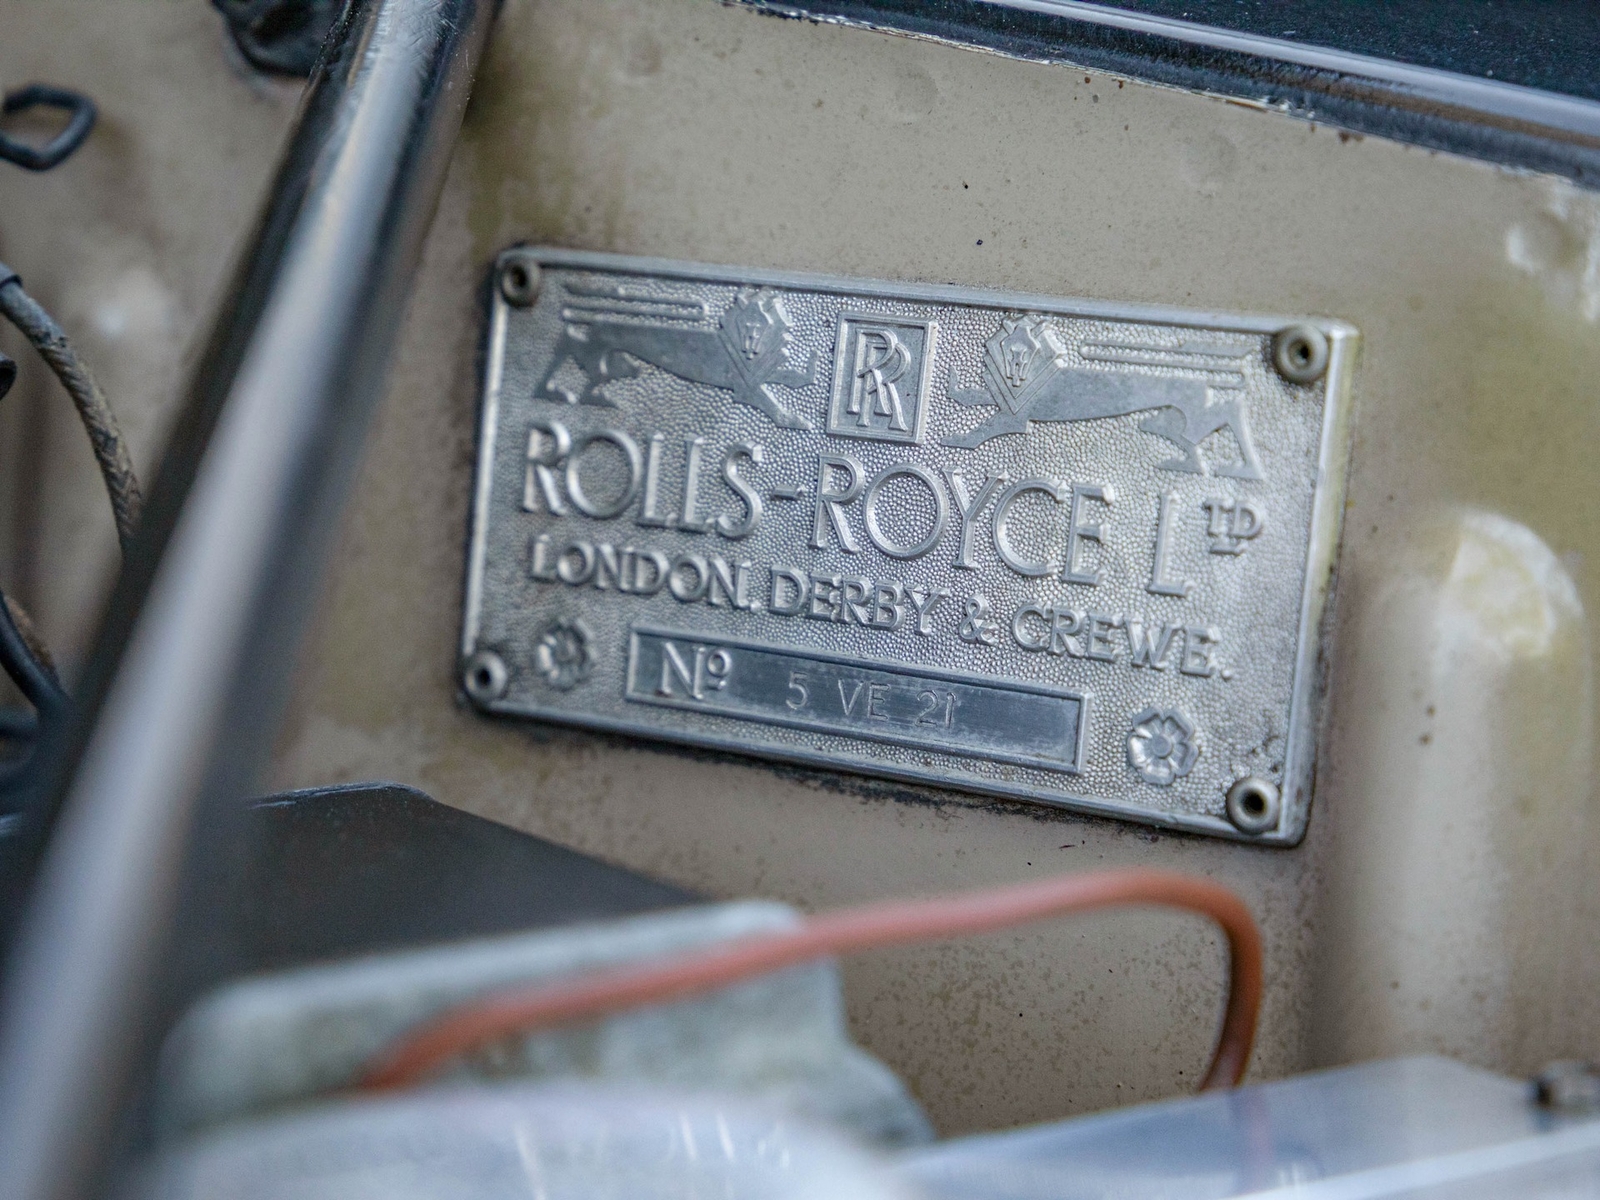 RR
ROLLS-ROYCE LTD
LONDON. DERBY & CREWE.
Nº 5 VE 21